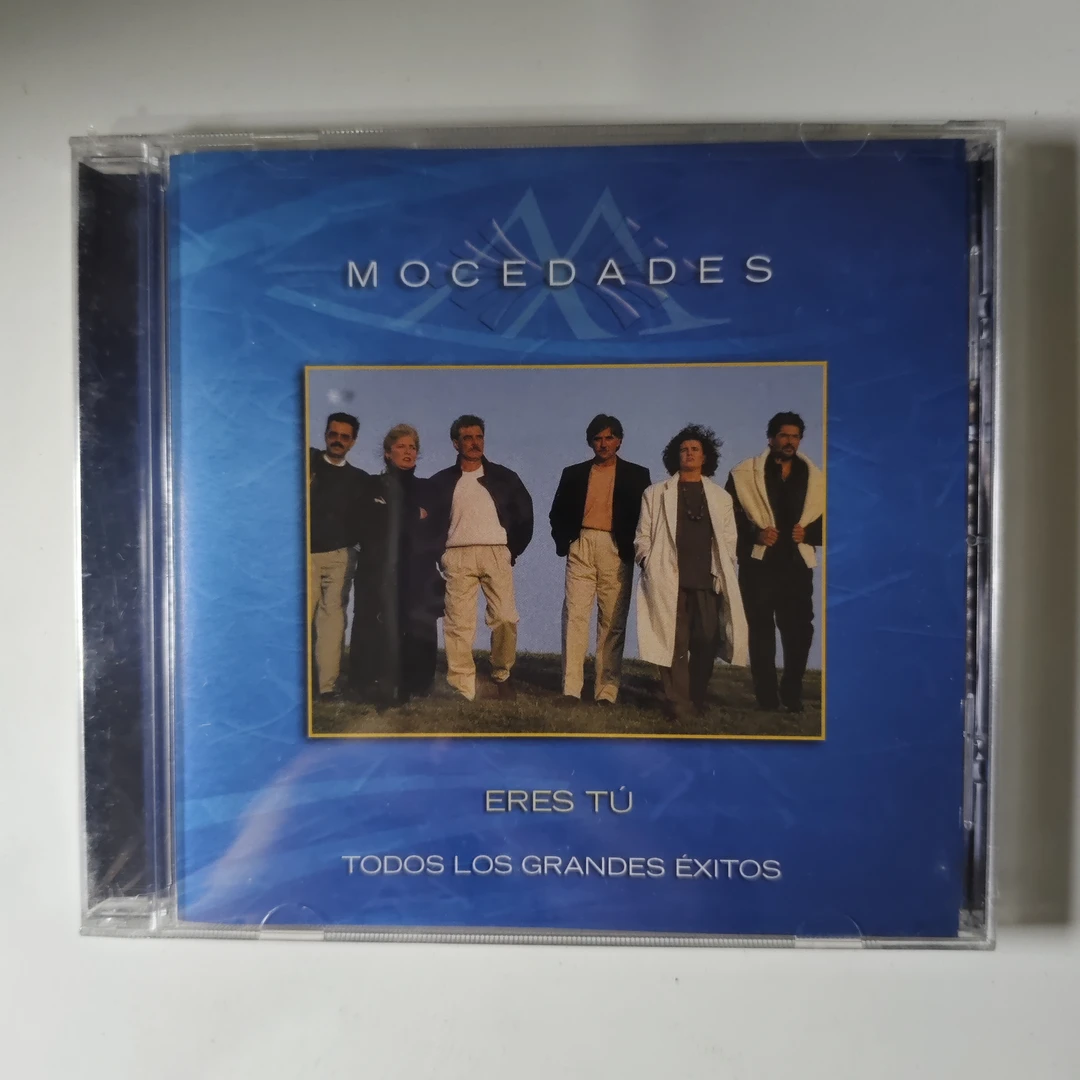 MOCEDADES
ERES TÚ
TODOS LOS GRANDES ÉXITOS